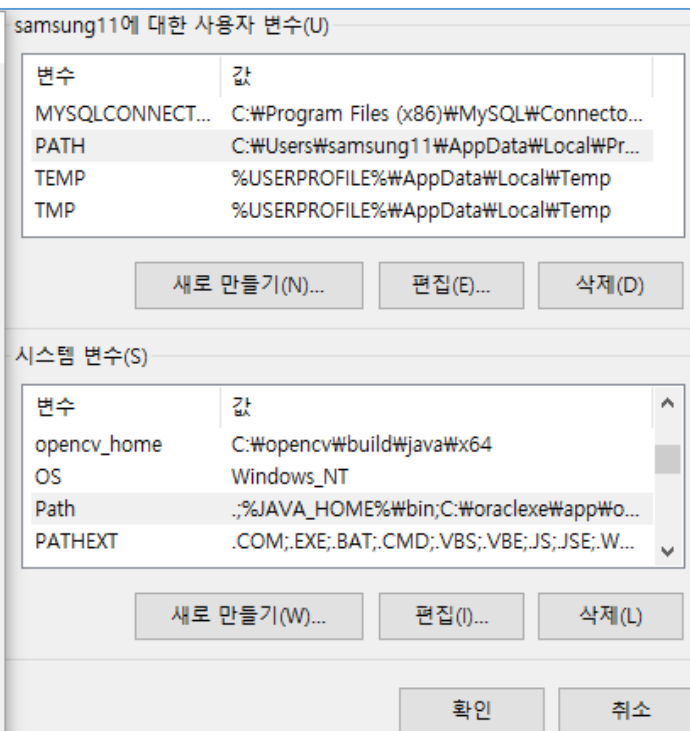 samsung11에 대한 사용자 변수(U)
변수 값
MYSQLCONNECT... C:₩Program Files (x86)₩MySQL₩Connecto...
PATH C:₩Users₩samsung11₩AppData₩Local₩Pr...
TEMP %USERPROFILE%₩AppData₩Local₩Temp
TMP %USERPROFILE%₩AppData₩Local₩Temp
새로 만들기(N)... 편집(E)... 삭제(D)
시스템 변수(S)
변수 값
opencv_home C:₩opencv₩build₩java₩x64
OS Windows_NT
Path .;%JAVA_HOME%₩bin;C:₩oraclexe₩app₩o...
PATHEXT .COM;.EXE;.BAT;.CMD;.VBS;.VBE;.JS;.JSE;.W...
새로 만들기(W)... 편집(I)... 삭제(L)
확인 취소